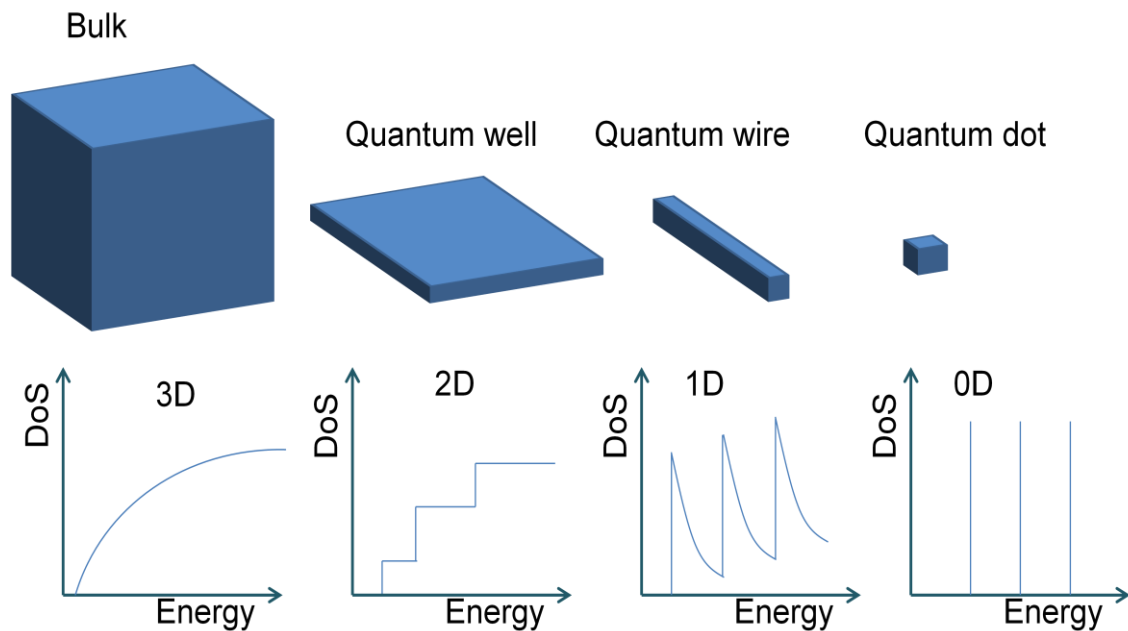 Bulk
Quantum well
Quantum wire
Quantum dot
3D
DoS
Energy
2D
DoS
Energy
1D
DoS
Energy
0D
DoS
Energy